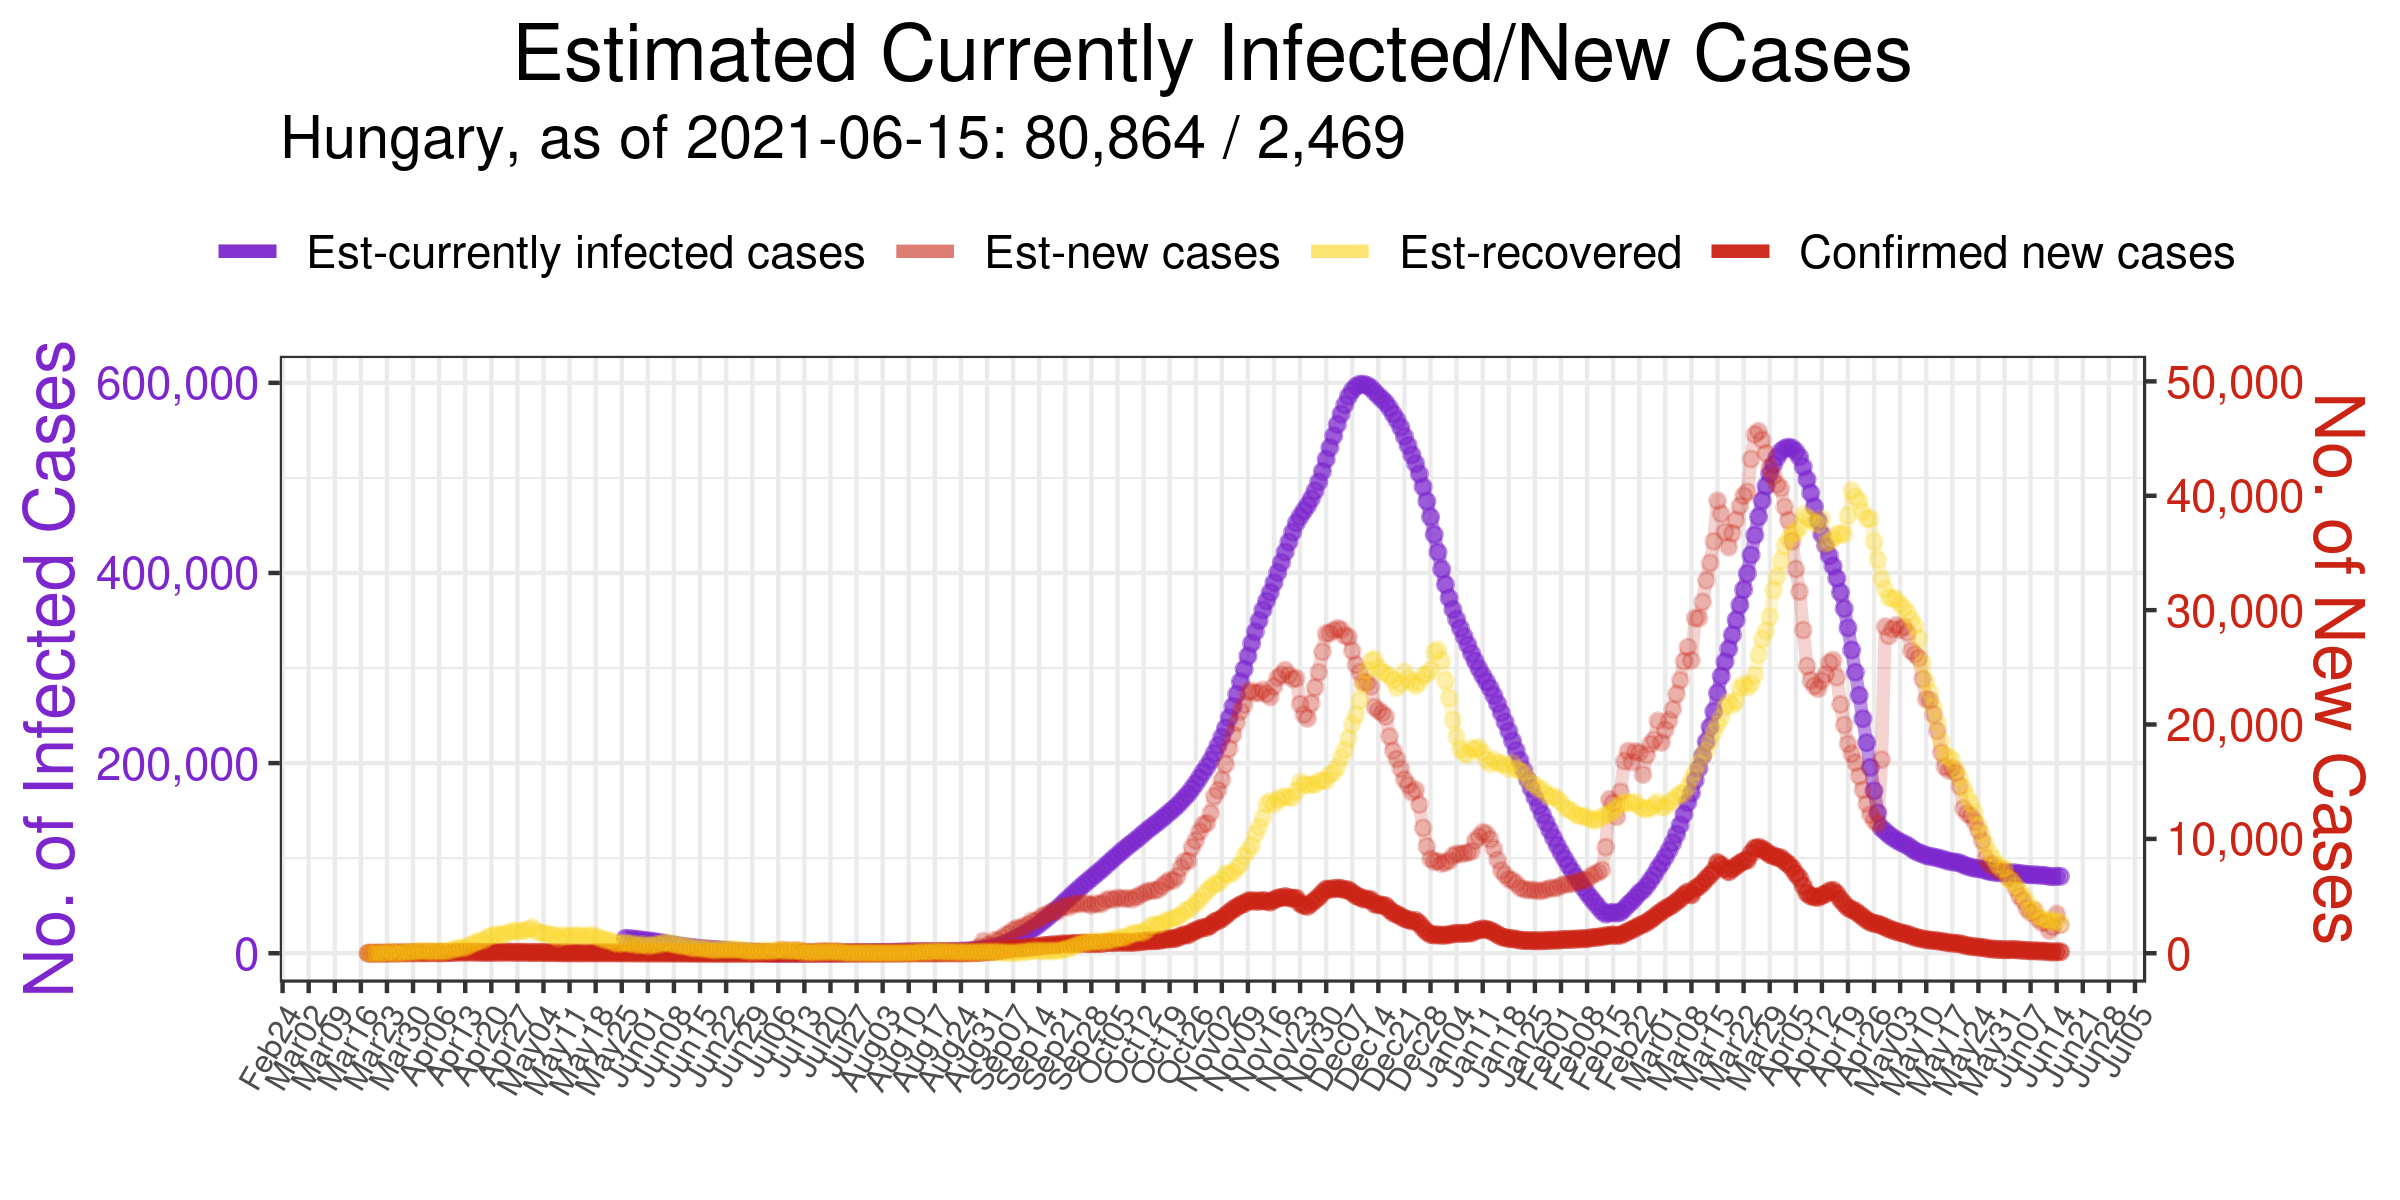 Estimated Currently Infected/New Cases
Hungary, as of 2021-06-15: 80,864 / 2,469
Est-currently infected cases Est-new cases Est-recovered Confirmed new cases
No. of Infected Cases
600,000
400,000
200,000
0
50,000
40,000
30,000
20,000
10,000
0
No. of New Cases
Feb24
Mar02
Mar09
Mar16
Mar23
Mar30
Apr06
Apr13
Apr20
Apr27
May04
May11
May18
May25
Jun01
Jun08
Jun15
Jun22
Jun29
Jul06
Jul13
Jul20
Jul27
Aug03
Aug10
Aug17
Aug24
Aug31
Sep07
Sep14
Sep21
Sep28
Oct05
Oct12
Oct19
Oct26
Nov02
Nov09
Nov16
Nov23
Nov30
Dec07
Dec14
Dec21
Dec28
Jan04
Jan11
Jan18
Jan25
Feb01
Feb08
Feb15
Feb22
Mar01
Mar08
Mar15
Mar22
Mar29
Apr05
Apr12
Apr19
Apr26
May03
May10
May17
May24
May31
Jun07
Jun14
Jun21
Jun28
Jul05